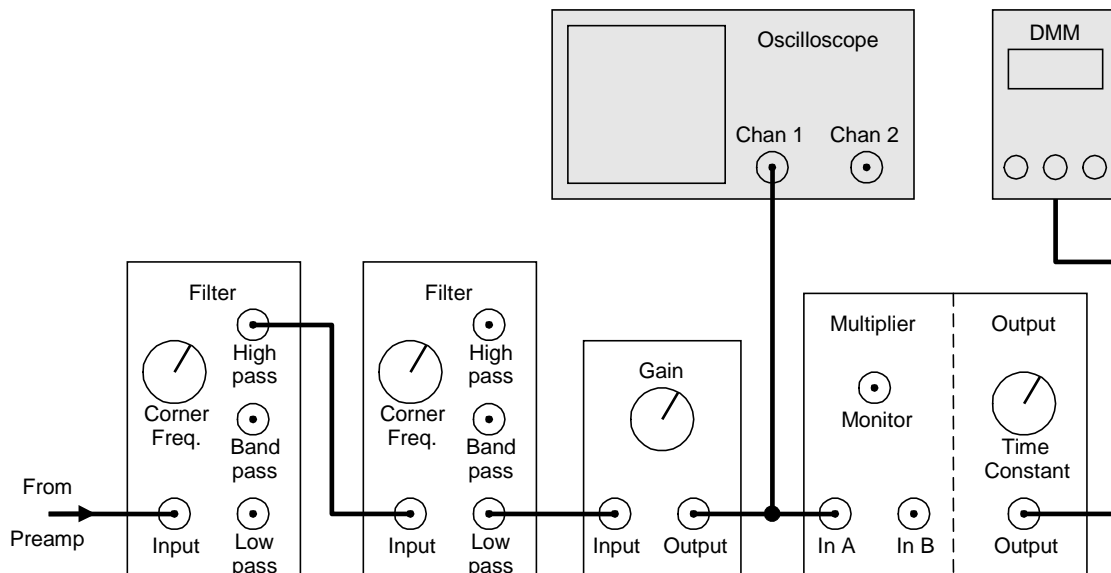 Oscilloscope
DMM
Chan 1
Chan 2
Filter
High
pass
Corner
Freq.
Band
pass
From
Preamp
Input
Low
pass
Filter
High
pass
Corner
Freq.
Band
pass
Input
Low
pass
Gain
Input
Output
Multiplier
Monitor
In A
In B
Output
Time
Constant
Output